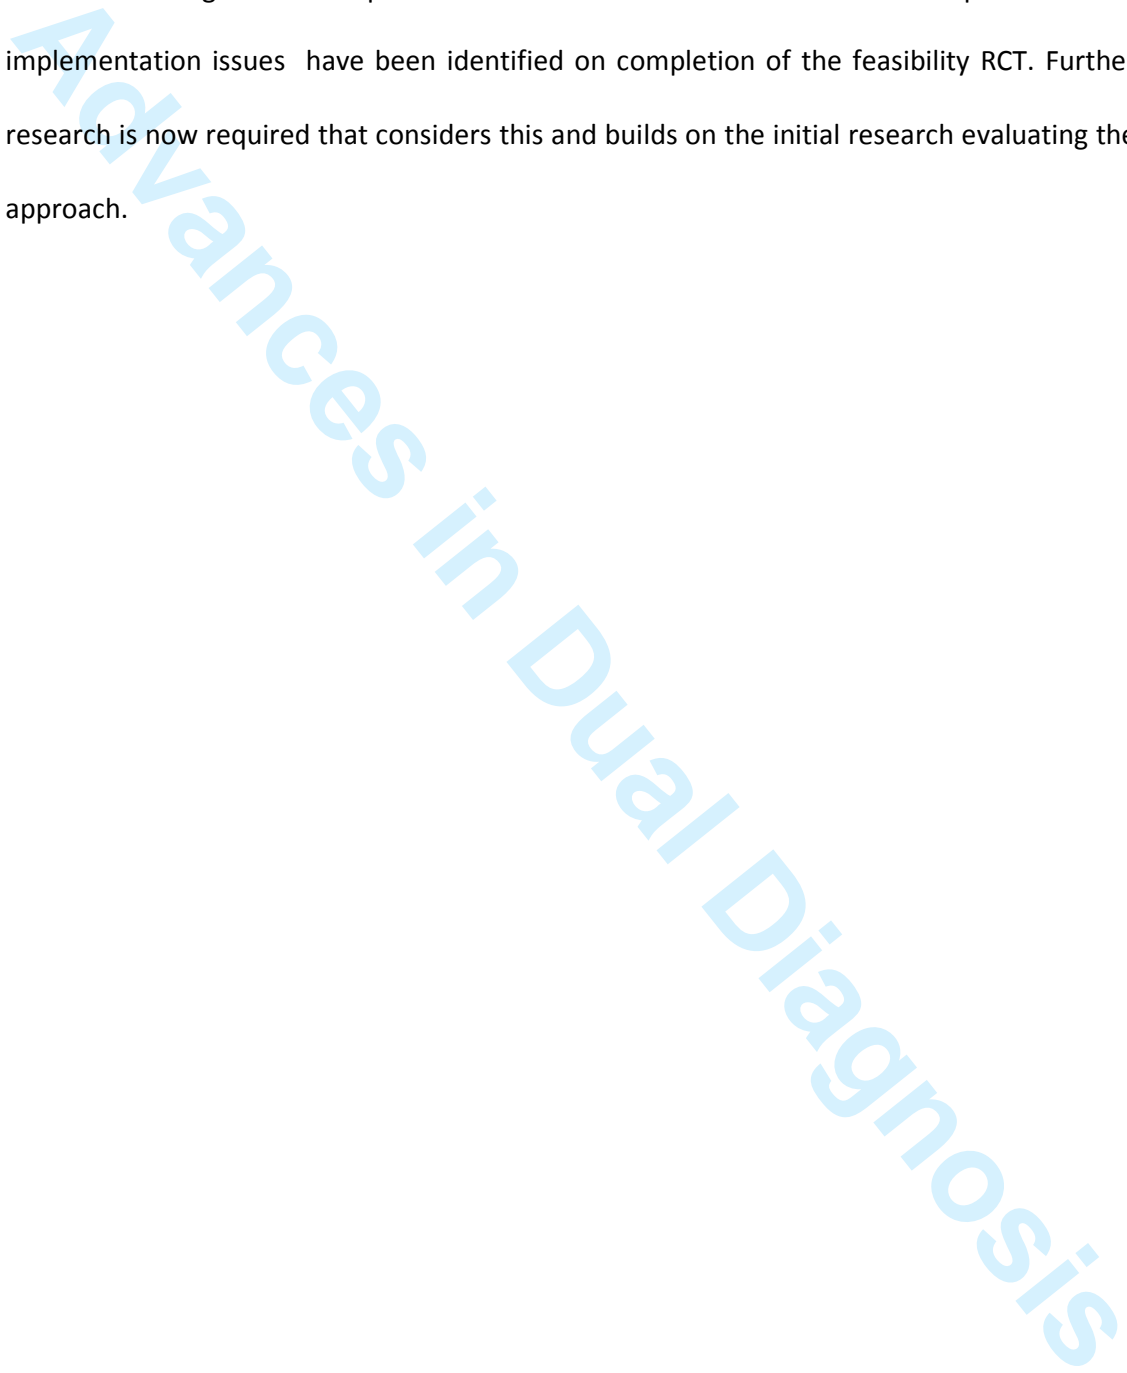 implementation issues have been identified on completion of the feasibility RCT. Furthe
research is now required that considers this and builds on the initial research evaluating the
approach.
Advances in Dual Diagnosis